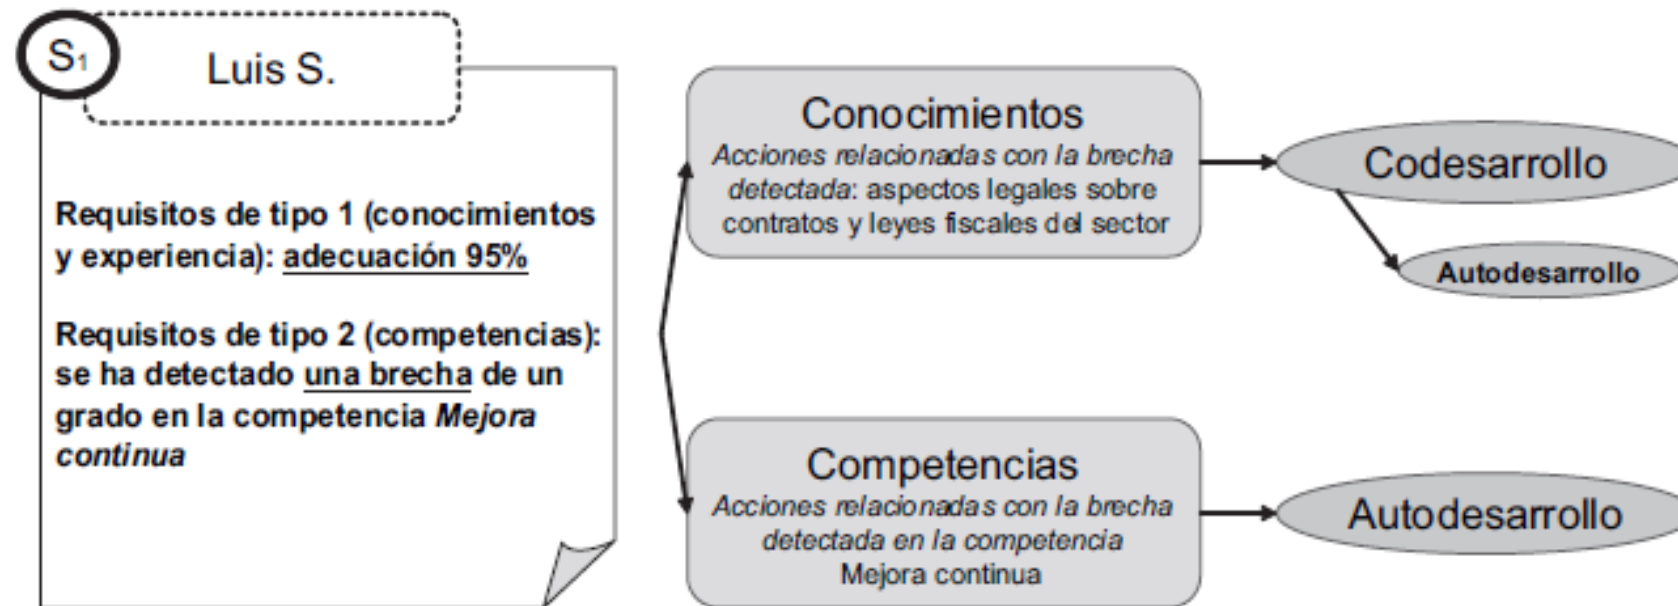 S1
Luis S.
Requisitos de tipo 1 (conocimientos
y experiencia): adecuación 95%
Requisitos de tipo 2 (competencias):
se ha detectado una brecha de un
grado en la competencia Mejora
continua
Conocimientos
Acciones relacionadas con la brecha
detectada: aspectos legales sobre
contratos y leyes fiscales del sector
Codesarrollo
Autodesarrollo
Competencias
Acciones relacionadas con la brecha
detectada en la competencia
Mejora continua
Autodesarrollo